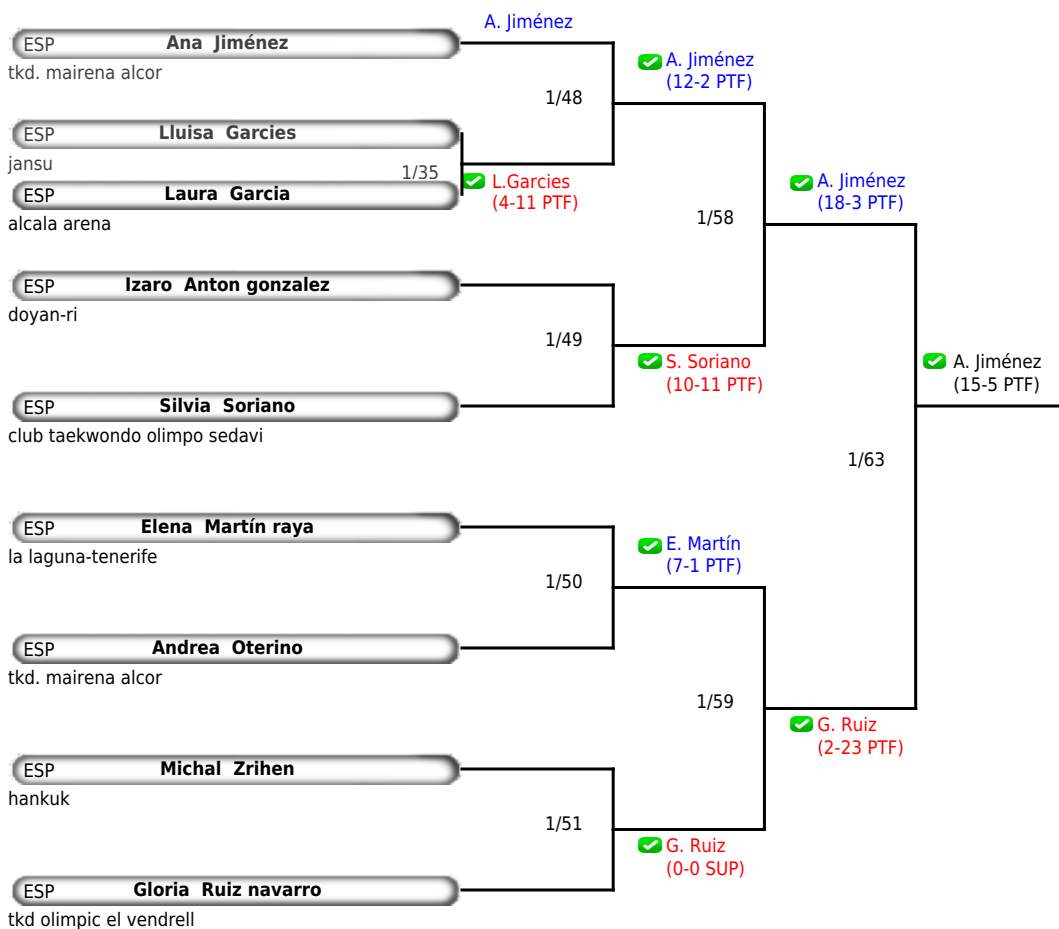 A. Jiménez
ESP Ana Jiménez
tkd. mairena alcor
A. Jiménez
(12-2 PTF)
1/48
ESP Lluisa Garcies
jansu
1/35
L.Garcies
(4-11 PTF)
ESP Laura Garcia
alcala arena
A. Jiménez
(18-3 PTF)
1/58
ESP Izaro Anton gonzalez
doyan-ri
1/49
S. Soriano
(10-11 PTF)
A. Jiménez
(15-5 PTF)
ESP Silvia Soriano
club taekwondo olimpo sedavi
1/63
ESP Elena Martín raya
la laguna-tenerife
E. Martín
(7-1 PTF)
1/50
ESP Andrea Oterino
tkd. mairena alcor
1/59
G. Ruiz
(2-23 PTF)
ESP Michal Zrihen
hankuk
1/51
G. Ruiz
(0-0 SUP)
ESP Gloria Ruiz navarro
tkd olimpic el vendrell